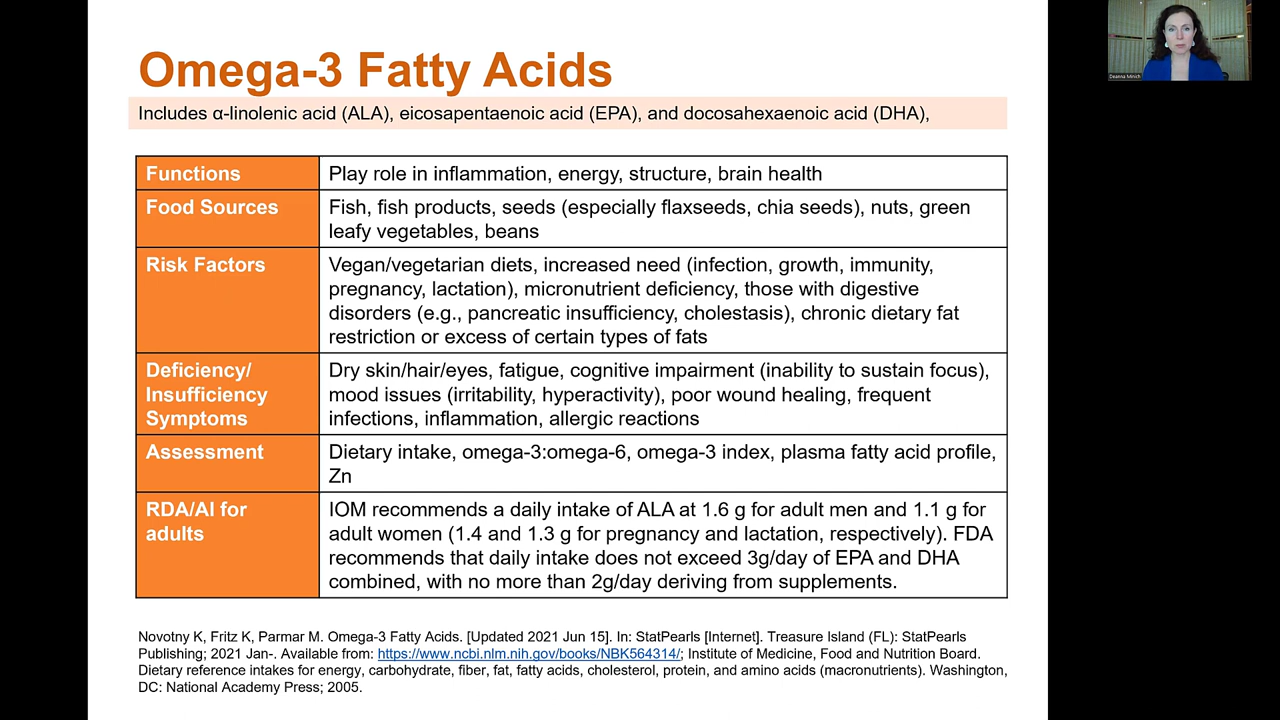 Omega-3 Fatty Acids
Includes α-linolenic acid (ALA), eicosapentaenoic acid (EPA), and docosahexaenoic acid (DHA),
Functions
Play role in inflammation, energy, structure, brain health
Food Sources
Fish, fish products, seeds (especially flaxseeds, chia seeds), nuts, green
leafy vegetables, beans
Risk Factors
Vegan/vegetarian diets, increased need (infection, growth, immunity,
pregnancy, lactation), micronutrient deficiency, those with digestive
disorders (e.g., pancreatic insufficiency, cholestasis), chronic dietary fat
restriction or excess of certain types of fats
Deficiency/
Insufficiency
Symptoms
Dry skin/hair/eyes, fatigue, cognitive impairment (inability to sustain focus),
mood issues (irritability, hyperactivity), poor wound healing, frequent
infections, inflammation, allergic reactions
Assessment
Dietary intake, omega-3:omega-6, omega-3 index, plasma fatty acid profile,
Zn
RDA/AI for
adults
IOM recommends a daily intake of ALA at 1.6 g for adult men and 1.1 g for
adult women (1.4 and 1.3 g for pregnancy and lactation, respectively). FDA
recommends that daily intake does not exceed 3g/day of EPA and DHA
combined, with no more than 2g/day deriving from supplements.
Novotny K, Fritz K, Parmar M. Omega-3 Fatty Acids. [Updated 2021 Jun 15]. In: StatPearls [Internet]. Treasure Island (FL): StatPearls
Publishing; 2021 Jan-. Available from: https://www.ncbi.nlm.nih.gov/books/NBK564314/; Institute of Medicine, Food and Nutrition Board.
Dietary reference intakes for energy, carbohydrate, fiber, fat, fatty acids, cholesterol, protein, and amino acids (macronutrients). Washington,
DC: National Academy Press; 2005.
Deanna Minich